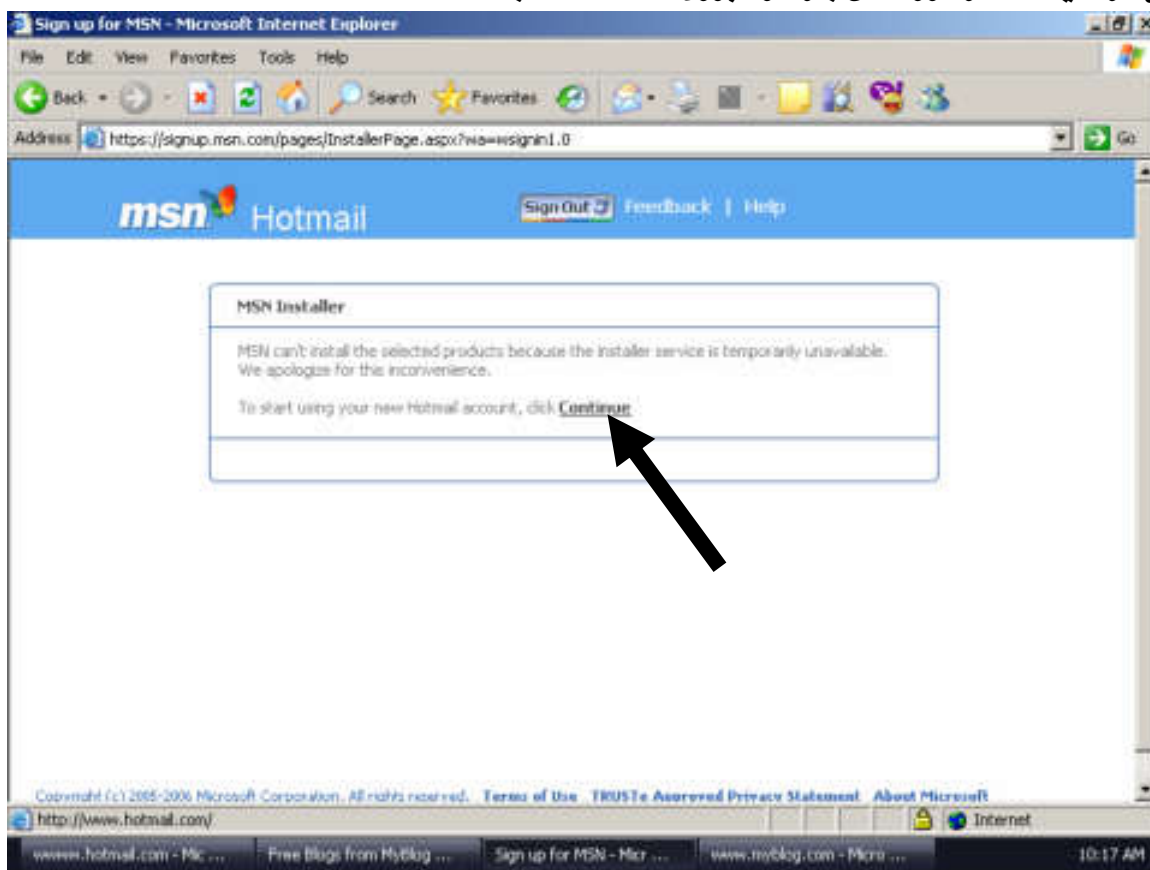 Sign up for MSN - Microsoft Internet Explorer
File Edit View Favorites Tools Help
Back Search Favorites
Address https://signup.msn.com/pages/InstallerPage.aspx?wa=wsignin1.0 Go
msn Hotmail Sign Out Feedback | Help
MSN Installer
MSN can't install the selected products because the installer service is temporarily unavailable.
We apologize for this inconvenience.
To start using your new Hotmail account, click Continue
Copyright (c) 2005-2006 Microsoft Corporation. All rights reserved. Terms of Use TRUSTe Approved Privacy Statement About Microsoft
http://www.hotmail.com/ Internet
Free Blogs from MyBlog ... Sign up for MSN - Micr ... www.myblog.com - Micro ... 10:17 AM